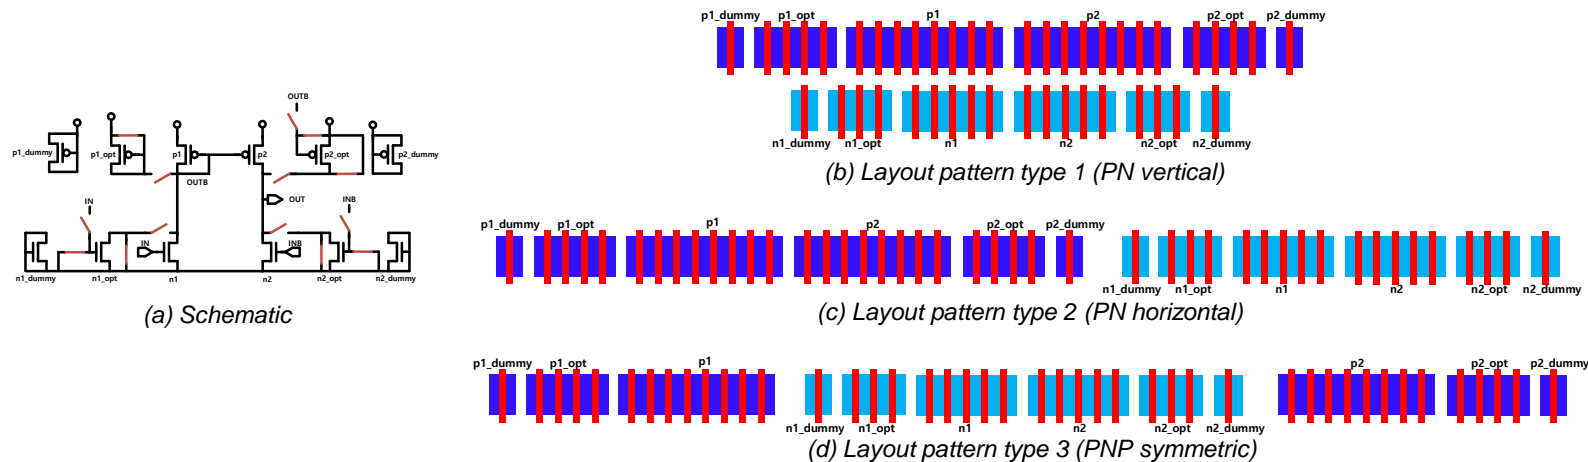 OUTB
p1_dummy
p1_opt
p1
p2
p2_opt
p2_dummy
OUTB
OUT
IN
INB
IN
INB
n1_dummy
n1_opt
n1
n2
n2_opt
n2_dummy
(a) Schematic
p1_dummy p1_opt p1 p2 p2_opt p2_dummy
n1_dummy n1_opt n1 n2 n2_opt n2_dummy
(b) Layout pattern type 1 (PN vertical)
p1_dummy p1_opt p1 p2 p2_opt p2_dummy
n1_dummy n1_opt n1 n2 n2_opt n2_dummy
(c) Layout pattern type 2 (PN horizontal)
p1_dummy p1_opt p1 p2 p2_opt p2_dummy
n1_dummy n1_opt n1 n2 n2_opt n2_dummy
(d) Layout pattern type 3 (PNP symmetric)